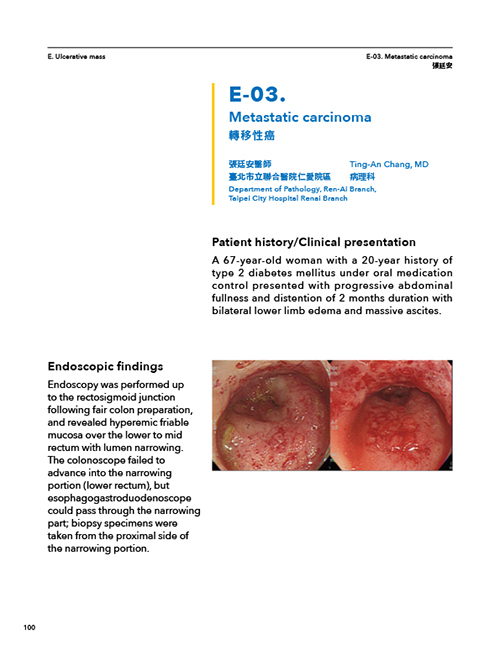 E. Ulcerative mass
E-03. Metastatic carcinoma
張廷安
E-03.
Metastatic carcinoma
轉移性癌
張廷安醫師
Ting-An Chang, MD
臺北市立聯合醫院仁愛院區
病理科
Department of Pathology, Ren-AI Branch,
Taipei City Hospital Renai Branch
Patient history/Clinical presentation
A 67-year-old woman with a 20-year history of
type 2 diabetes mellitus under oral medication
control presented with progressive abdominal
fullness and distention of 2 months duration with
bilateral lower limb edema and massive ascites.
Endoscopic findings
Endoscopy was performed up
to the rectosigmoid junction
following fair colon preparation,
and revealed hyperemic friable
mucosa over the lower to mid
rectum with lumen narrowing.
The colonoscope failed to
advance into the narrowing
portion (lower rectum), but
esophagogastroduodenoscope
could pass through the narrowing
part; biopsy specimens were
taken from the proximal side of
the narrowing portion.
100